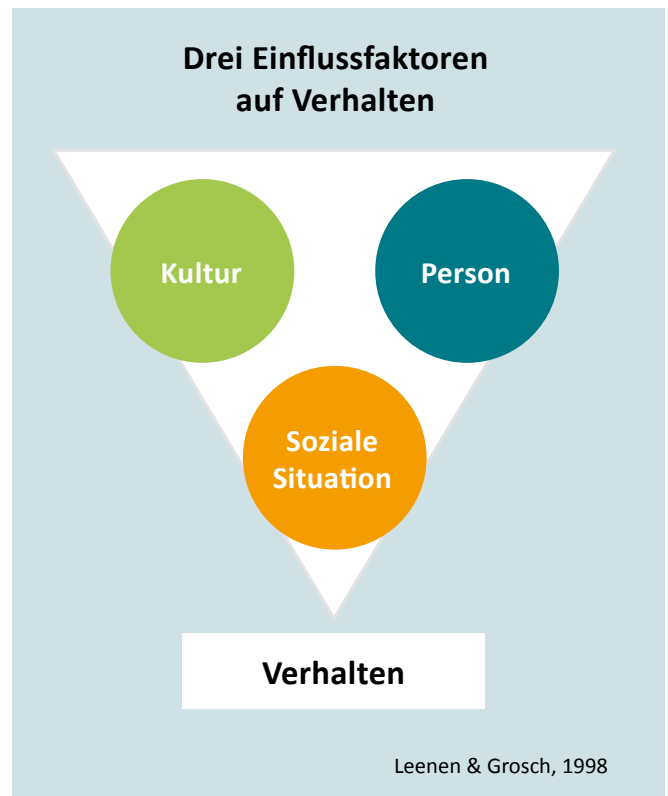 Drei Einflussfaktoren
auf Verhalten
Kultur
Person
Soziale
Situation
Verhalten
Leenen & Grosch, 1998